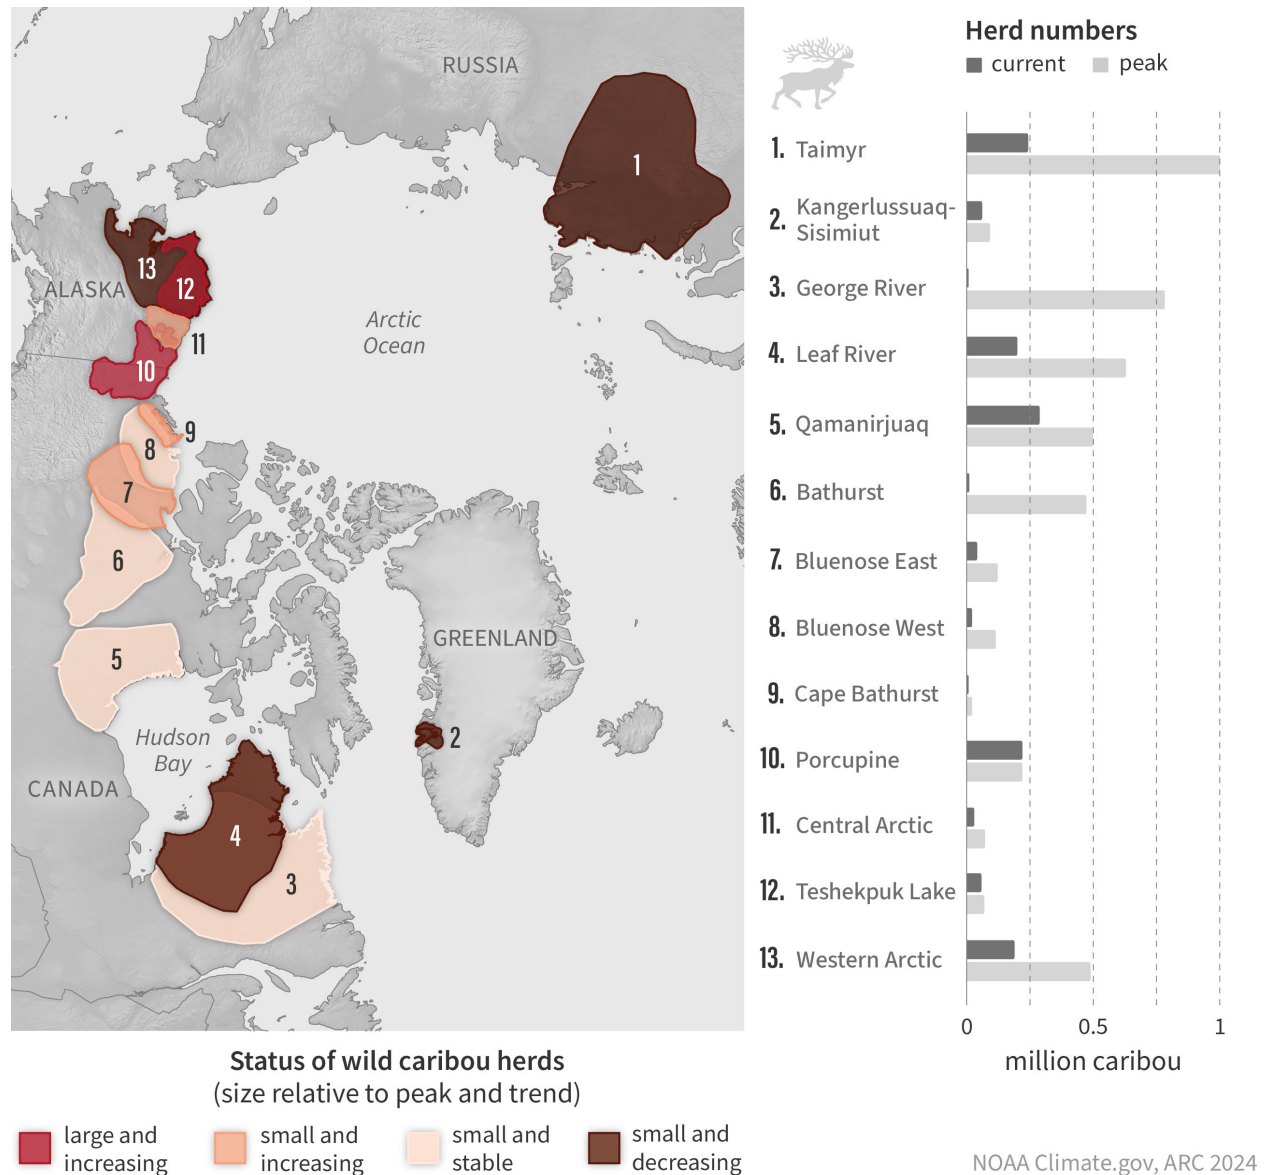 RUSSIA
1
13
12
ALASKA
Arctic
Ocean
11
10
9
8
7
6
5
GREENLAND
2
Hudson
Bay
CANADA
4
3
Herd numbers
current
peak
1. Taimyr
2. Kangerlussuaq-
Sisimiut
3. George River
4. Leaf River
5. Qamanirjuaq
6. Bathurst
7. Bluenose East
8. Bluenose West
9. Cape Bathurst
10. Porcupine
11. Central Arctic
12. Teshekpuk Lake
13. Western Arctic
0 0.5 1
million caribou
Status of wild caribou herds
(size relative to peak and trend)
large and
increasing
small and
increasing
small and
stable
small and
decreasing
NOAA Climate.gov, ARC 2024